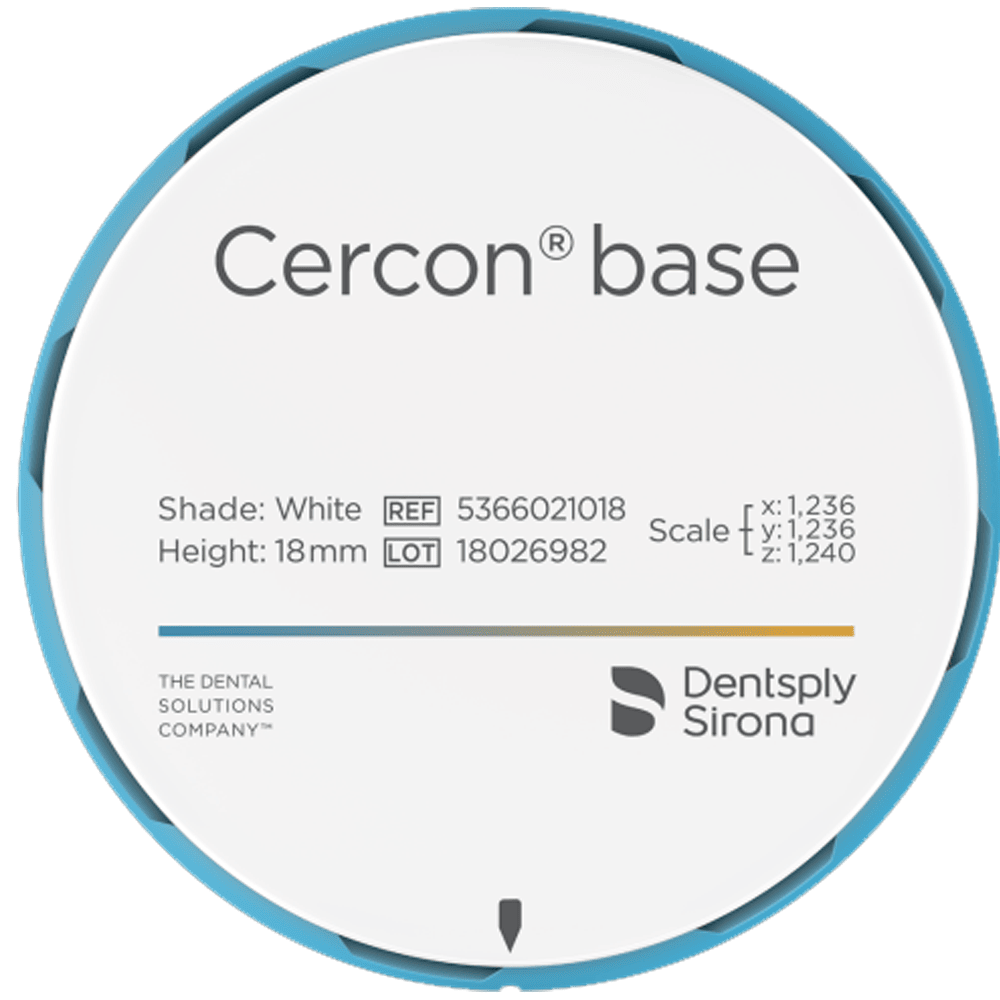 Cercon® base
Shade: White REF 5366021018
Height: 18mm LOT 18026982
Scale
x: 1,236
y: 1,236
z: 1,240
THE DENTAL
SOLUTIONS
COMPANY™
Dentsply
Sirona